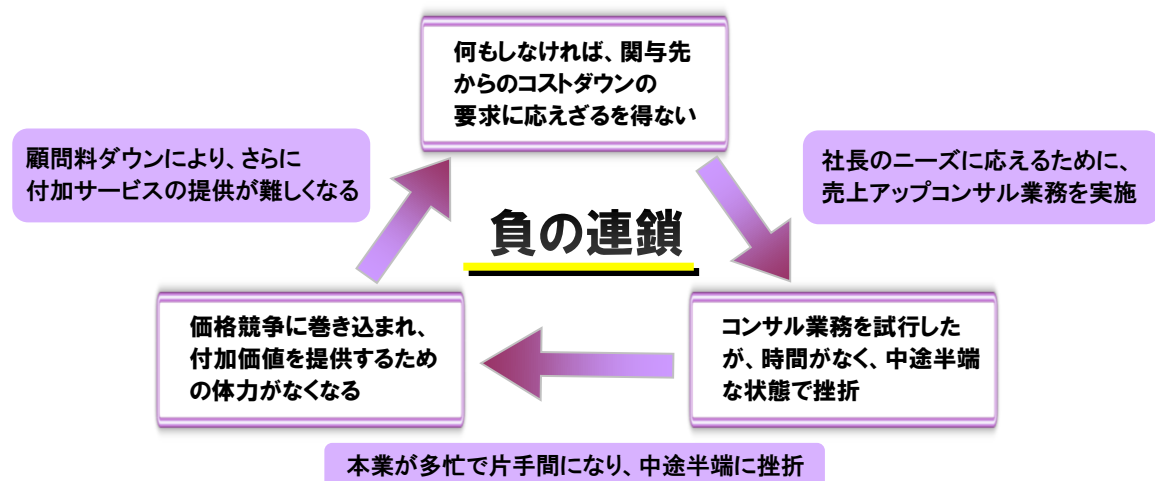 何もしなければ、関与先
からのコストダウンの
要求に応えざるを得ない
顧問料ダウンにより、さらに
付加サービスの提供が難しくなる
社長のニーズに応えるために、
売上アップコンサル業務を実施
負の連鎖
価格競争に巻き込まれ、
付加価値を提供するため
の体力がなくなる
コンサル業務を試行した
が、時間がなく、中途半端
な状態で挫折
本業が多忙で片手間になり、中途半端に挫折